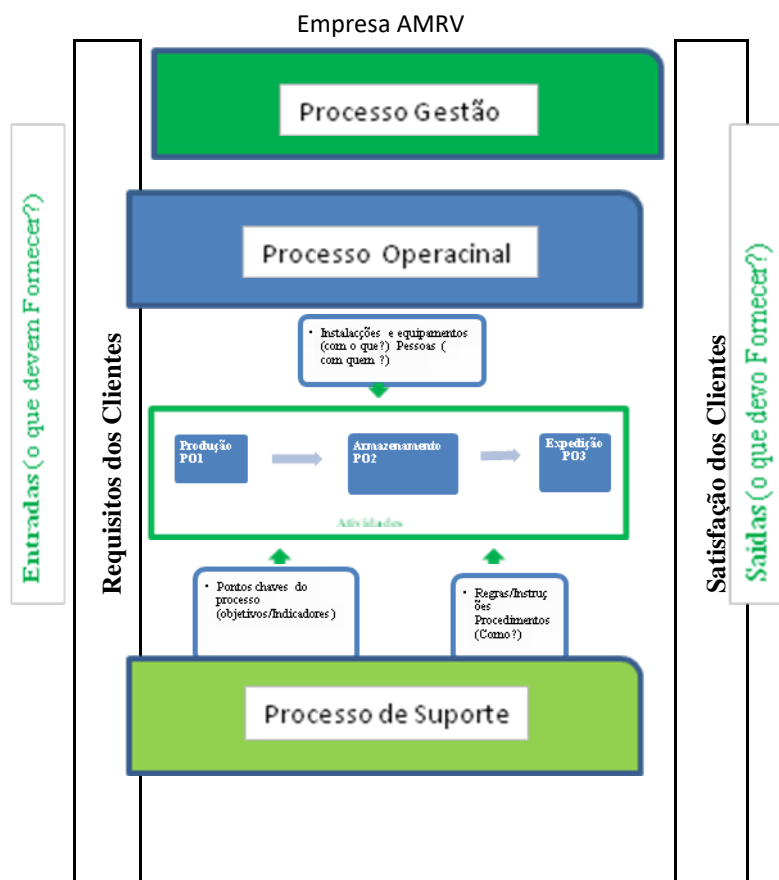 Empresa AMRV
Processo Gestão
Entradas (o que devem Fornecer?)
Requisitos dos Clientes
Processo Operacinal
• Instalacções e equipamentos
(com o que?) Pessoas (
com quem ?)
Produção
PO1
Armazenamento
PO2
Expedição
PO3
Atividades
• Pontos chaves do
processo
(objetivos/Indicadores)
• Regras/Instruç
ões
Procedimentos
(Como?)
Processo de Suporte
Satisfação dos Clientes
Saidas (o que devo Fornecer?)